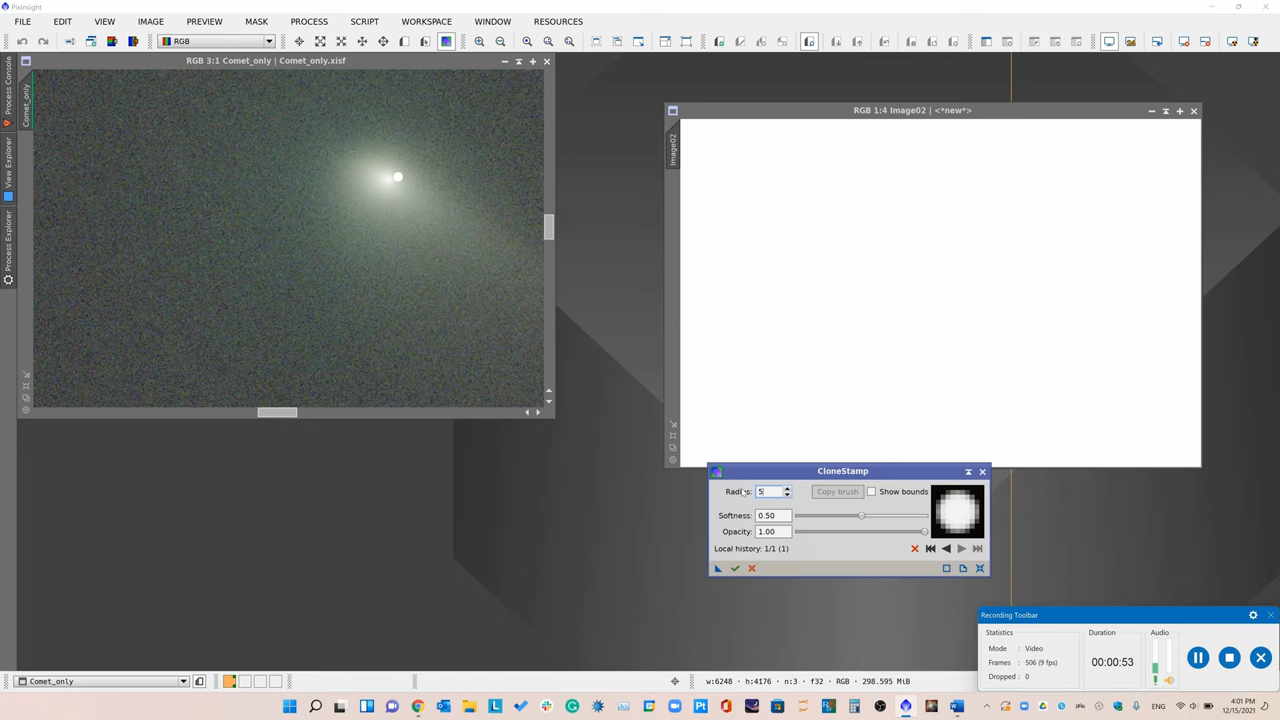 PixInsight
FILE EDIT VIEW IMAGE PREVIEW MASK PROCESS SCRIPT WORKSPACE WINDOW RESOURCES
RGB
RGB 3:1 Comet_only | Comet_only.xisf
Comet_only
Process Console
View Explorer
Process Explorer
RGB 1:4 Image02 | <*new*>
Image02
CloneStamp
Radius: 5
Copy brush
Show bounds
Softness: 0.50
Opacity: 1.00
Local history: 1/1 (1)
Recording Toolbar
Statistics Duration Audio
Mode : Video
Frames : 506 (9 fps)
Dropped : 0
00:00:53
Comet_only
w:6248 · h:4176 · n:3 · f32 · RGB · 298.595 MiB
4:01 PM
12/15/2021